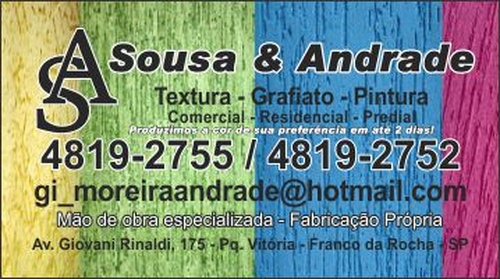 SA Sousa & Andrade
Textura - Grafiato - Pintura
Comercial - Residencial - Predial
Produzimos a cor de sua preferência em até 2 dias!
4819-2755 / 4819-2752
gi_moreiraandrade@hotmail.com
Mão de obra especializada - Fabricação Própria
Av. Giovani Rinaldi, 175 - Pq. Vitória - Franco da Rocha - SP